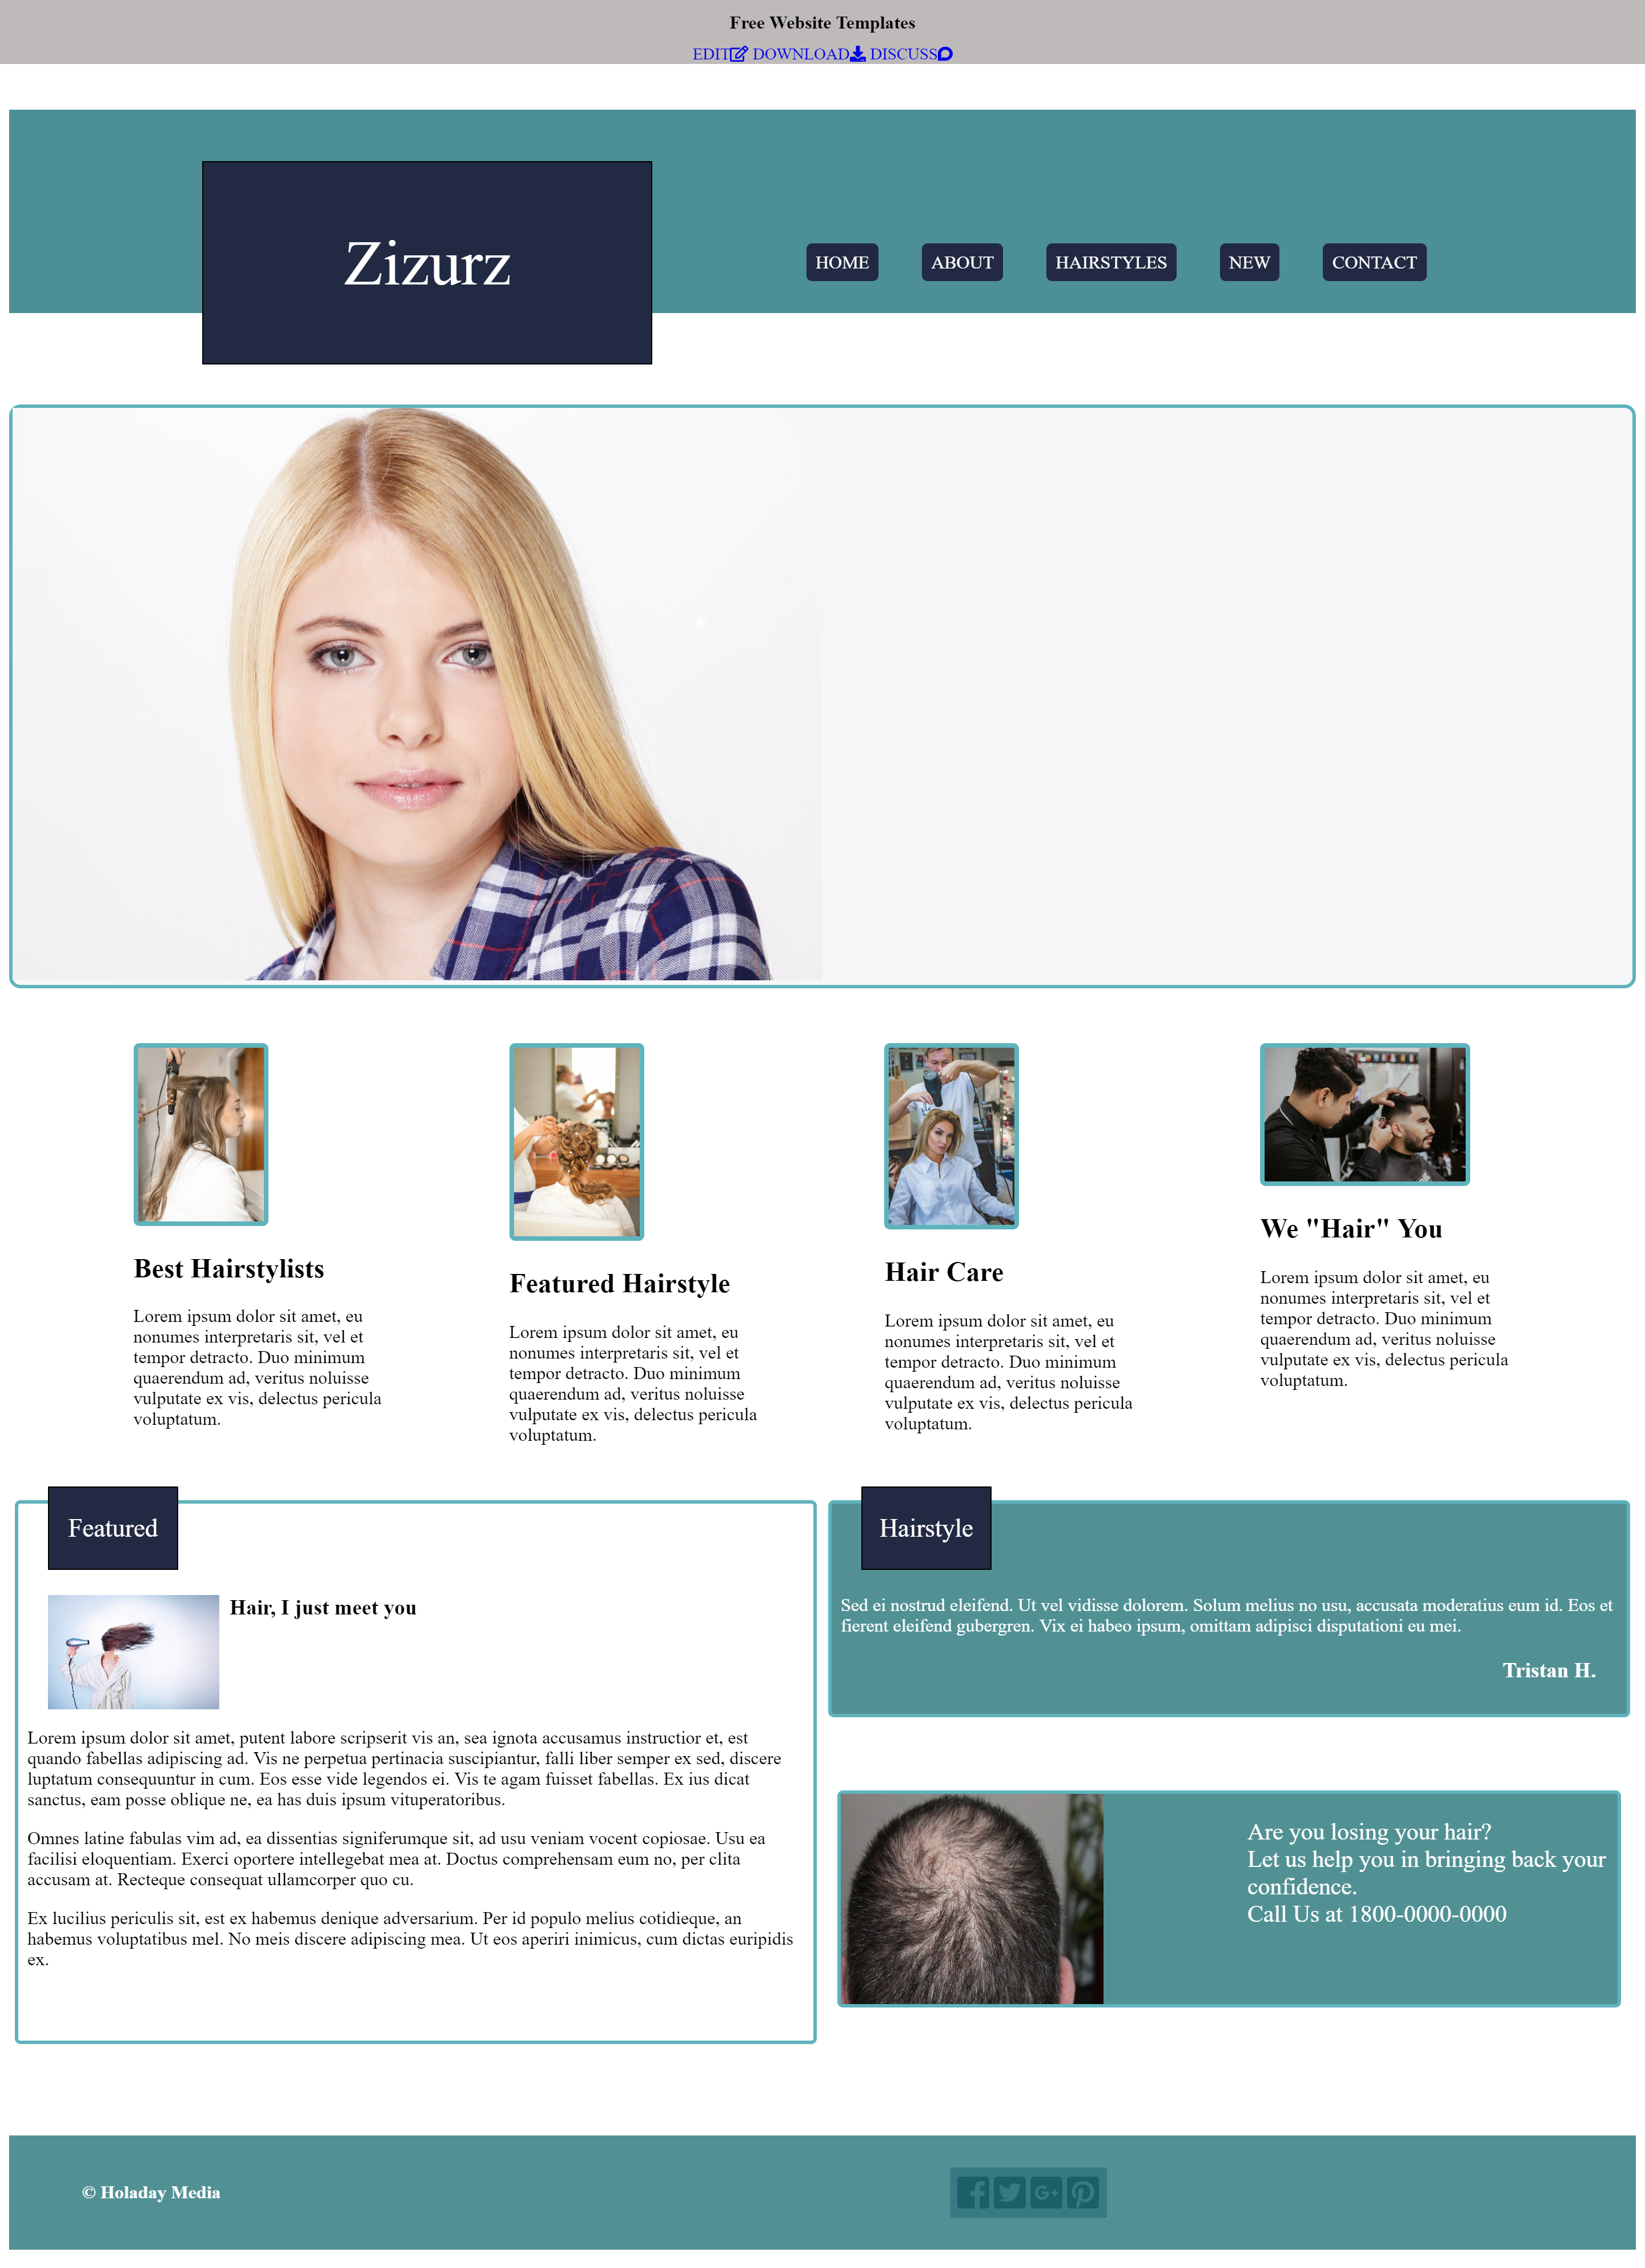 Free Website Templates
EDIT DOWNLOAD DISCUSS
Zizurz
HOME ABOUT HAIRSTYLES NEW CONTACT
Best Hairstylists
Lorem ipsum dolor sit amet, eu
nonumes interpretaris sit, vel et
tempor detracto. Duo minimum
quaerendum ad, veritus noluisse
vulputate ex vis, delectus pericula
voluptatum.
Featured Hairstyle
Lorem ipsum dolor sit amet, eu
nonumes interpretaris sit, vel et
tempor detracto. Duo minimum
quaerendum ad, veritus noluisse
vulputate ex vis, delectus pericula
voluptatum.
Hair Care
Lorem ipsum dolor sit amet, eu
nonumes interpretaris sit, vel et
tempor detracto. Duo minimum
quaerendum ad, veritus noluisse
vulputate ex vis, delectus pericula
voluptatum.
We "Hair" You
Lorem ipsum dolor sit amet, eu
nonumes interpretaris sit, vel et
tempor detracto. Duo minimum
quaerendum ad, veritus noluisse
vulputate ex vis, delectus pericula
voluptatum.
Featured
Hair, I just meet you
Lorem ipsum dolor sit amet, putent labore scripserit vis an, sea ignota accusamus instructior et, est
quando fabellas adipiscing ad. Vis ne perpetua pertinacia suscipiantur, falli liber semper ex sed, discere
luptatum consequuntur in cum. Eos esse vide legendos ei. Vis te agam fuisset fabellas. Ex ius dicat
sanctus, eam posse oblique ne, ea has duis ipsum vituperatoribus.
Omnes latine fabulas vim ad, ea dissentias signiferumque sit, ad usu veniam vocent copiosae. Usu ea
facilisi eloquentiam. Exerci oportere intellegebat mea at. Doctus comprehensam eum no, per clita
accusam at. Recteque consequat ullamcorper quo cu.
Ex lucilius periculis sit, est ex habemus denique adversarium. Per id populo melius cotidieque, an
habemus voluptatibus mel. No meis discere adipiscing mea. Ut eos aperiri inimicus, cum dictas euripidis
ex.
Hairstyle
Sed ei nostrud eleifend. Ut vel vidisse dolorem. Solum melius no usu, accusata moderatius eum id. Eos et
fierent eleifend gubergren. Vix ei habeo ipsum, omittam adipisci disputationi eu mei.
Tristan H.
Are you losing your hair?
Let us help you in bringing back your
confidence.
Call Us at 1800-0000-0000
© Holaday Media